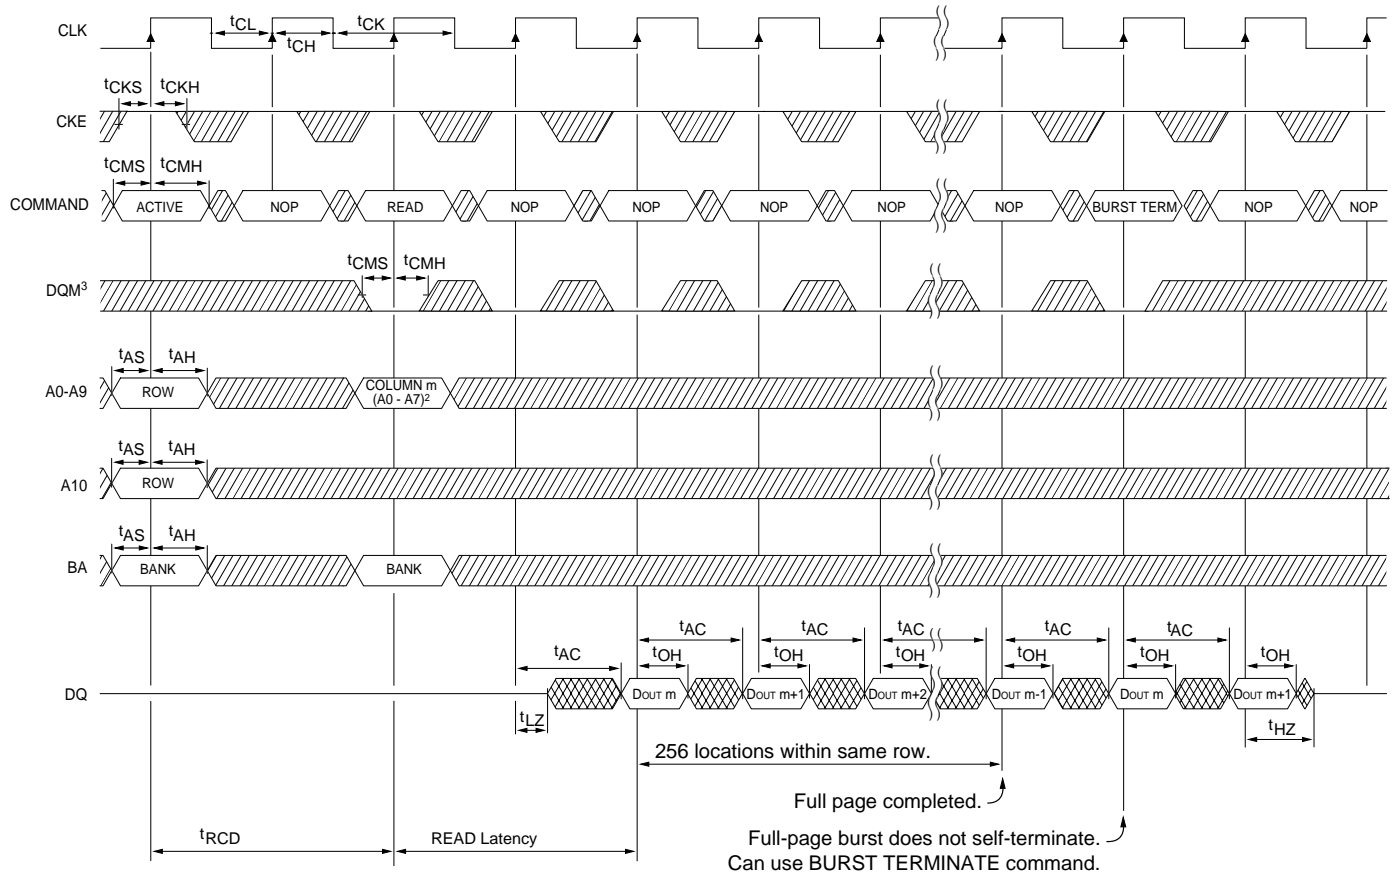 CLK
tCL
tCH
tCK
CKE
tCKS
tCKH
COMMAND
tCMS
tCMH
ACTIVE
NOP
READ
NOP
NOP
NOP
NOP
NOP
BURST TERM
NOP
NOP
DQM3
tCMS
tCMH
A0-A9
tAS
tAH
ROW
COLUMN m
(A0 - A7)2
A10
tAS
tAH
ROW
BA
tAS
tAH
BANK
BANK
DQ
tAC
tAC
tAC
tAC
tAC
tAC
tOH
tOH
tOH
tOH
tOH
tOH
DOUT m
DOUT m+1
DOUT m+2
DOUT m-1
DOUT m
DOUT m+1
tLZ
tHZ
256 locations within same row.
Full page completed.
tRCD
READ Latency
Full-page burst does not self-terminate.
Can use BURST TERMINATE command.